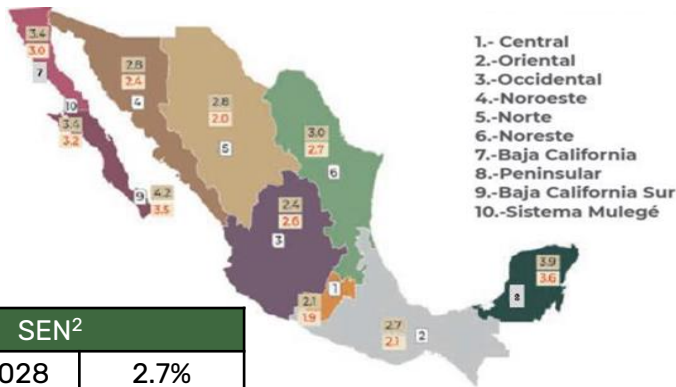 3.4
3.0
7
2.8
2.4
4
10
3.4
3.2
2.8
2.0
5
3.0
2.7
6
9
4.2
3.5
2.4
2.6
3
1
2.1
1.9
2.7
2.1
2
3.9
3.6
8
1.- Central
2.-Oriental
3.-Occidental
4.-Noroeste
5.-Norte
6.-Noreste
7.-Baja California
8.-Peninsular
9.-Baja California Sur
10.-Sistema Mulegé
SEN²
028 2.7%